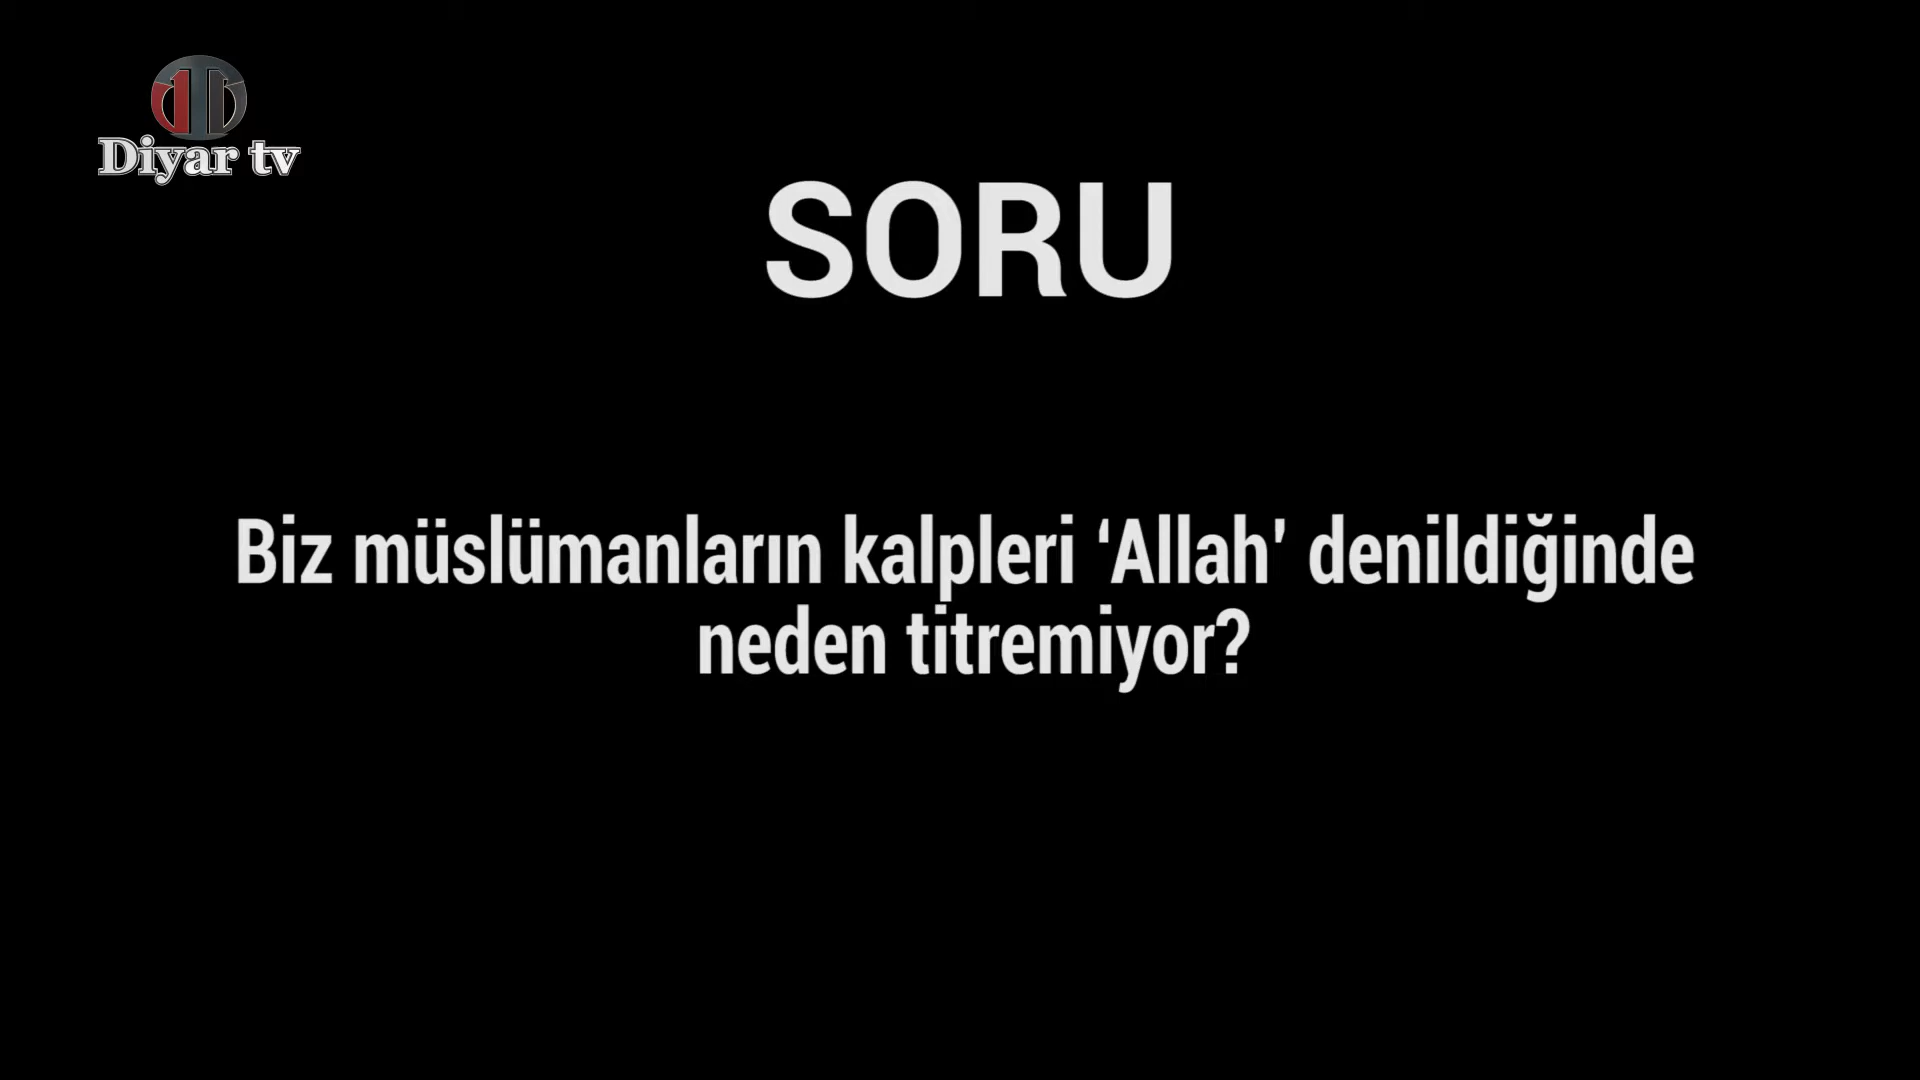 Diyar tv
SORU
Biz müslümanların kalpleri ‘Allah’ denildiğinde
neden titremiyor?